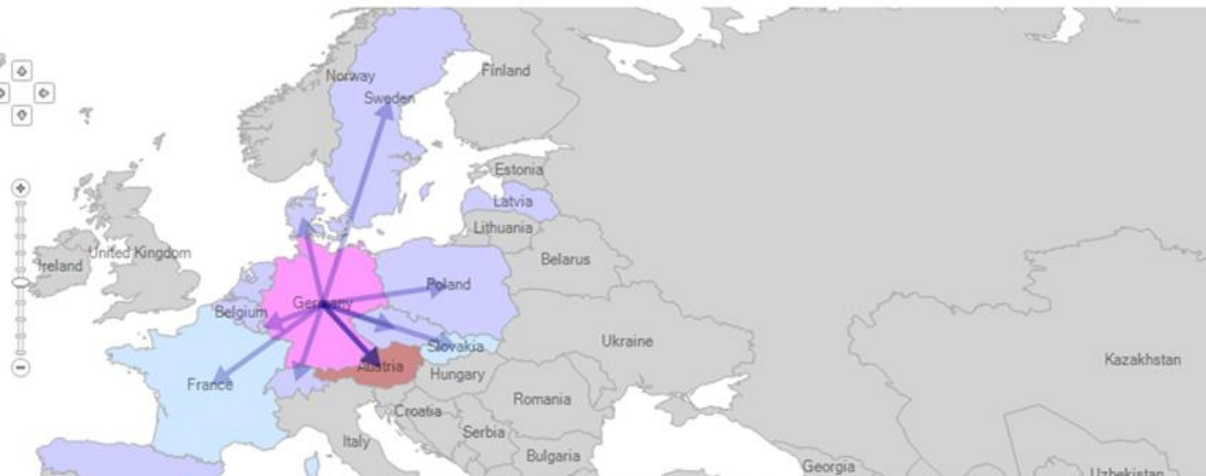 Norway
Finland
Sweden
Estonia
Latvia
Lithuania
United Kingdom
Ireland
Belarus
Poland
Germany
Belgium
Ukraine
Slovakia
Kazakhstan
Austria
Hungary
France
Romania
Croatia
Serbia
Italy
Bulgaria
Georgia
Uzbekistan